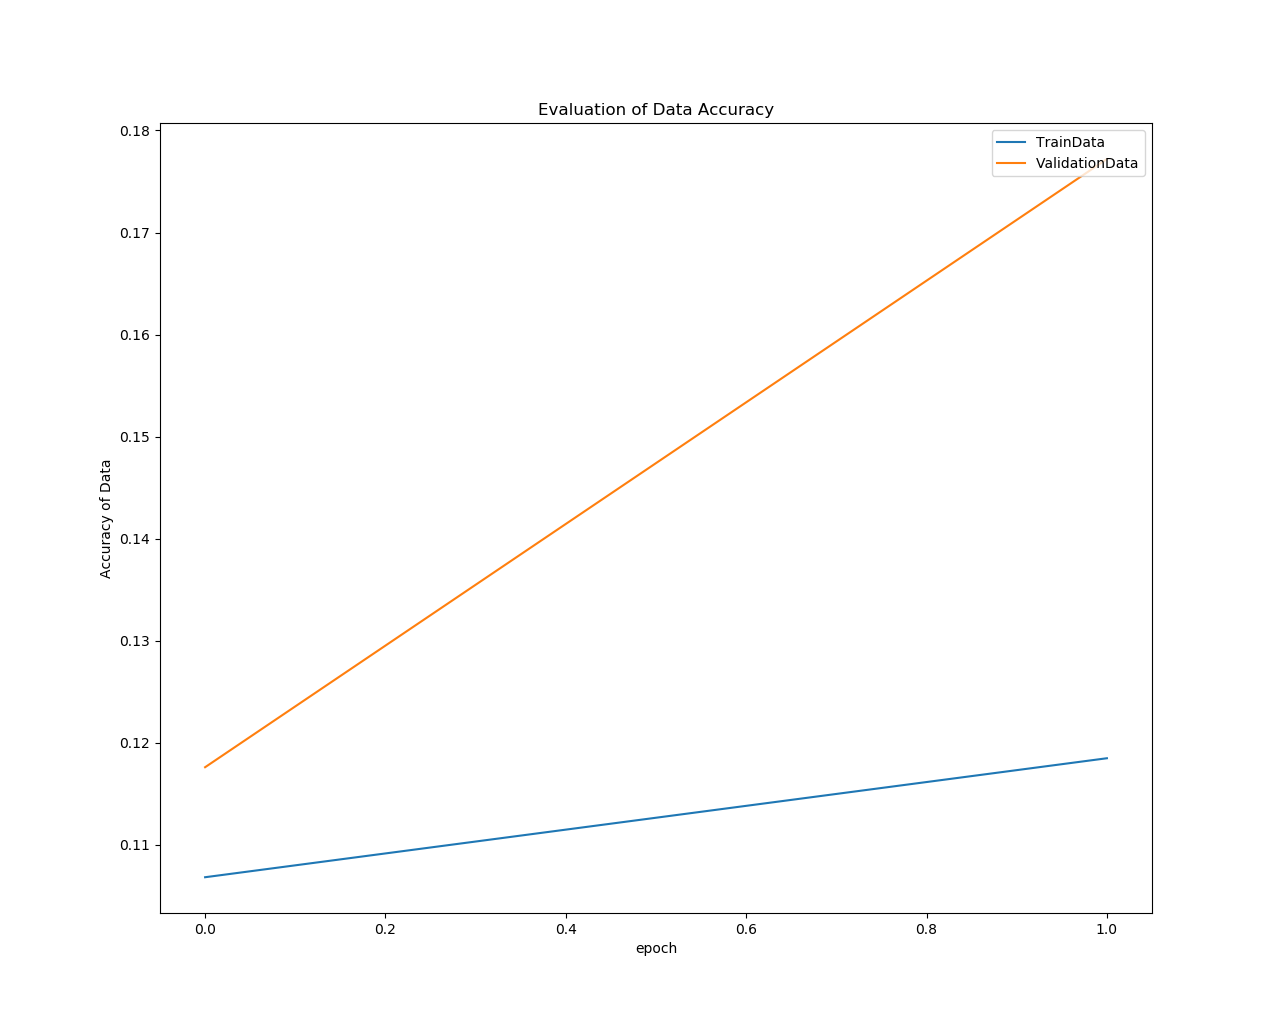 Evaluation of Data Accuracy
0.18
0.17
0.16
0.15
0.14
0.13
0.12
0.11
Accuracy of Data
TrainData
ValidationData
0.0 0.2 0.4 0.6 0.8 1.0
epoch